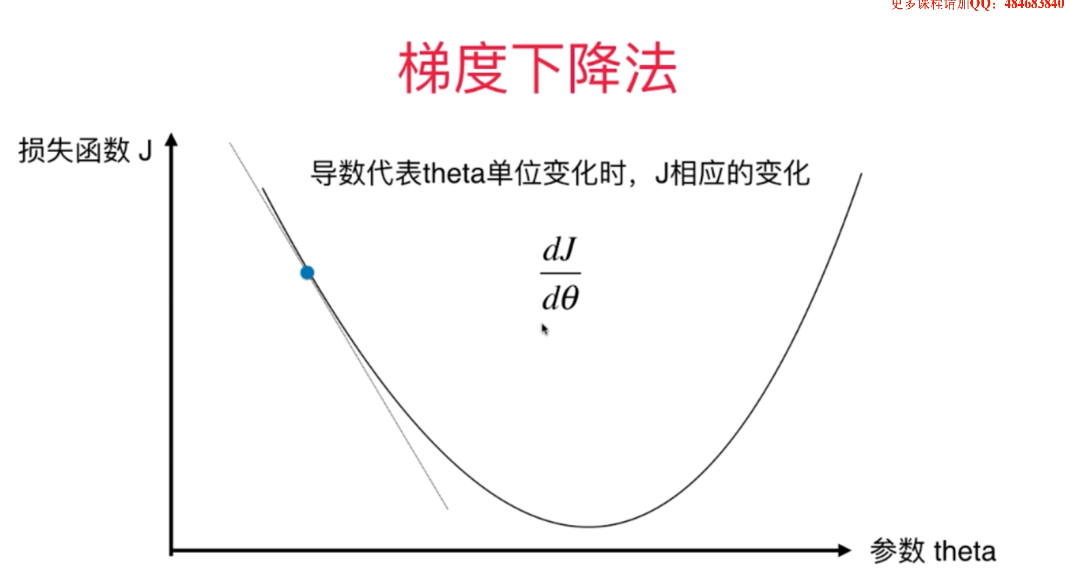 更多课程请加QQ：484683840
梯度下降法
损失函数 J
导数代表theta单位变化时，J相应的变化
dJ
dθ
参数 theta